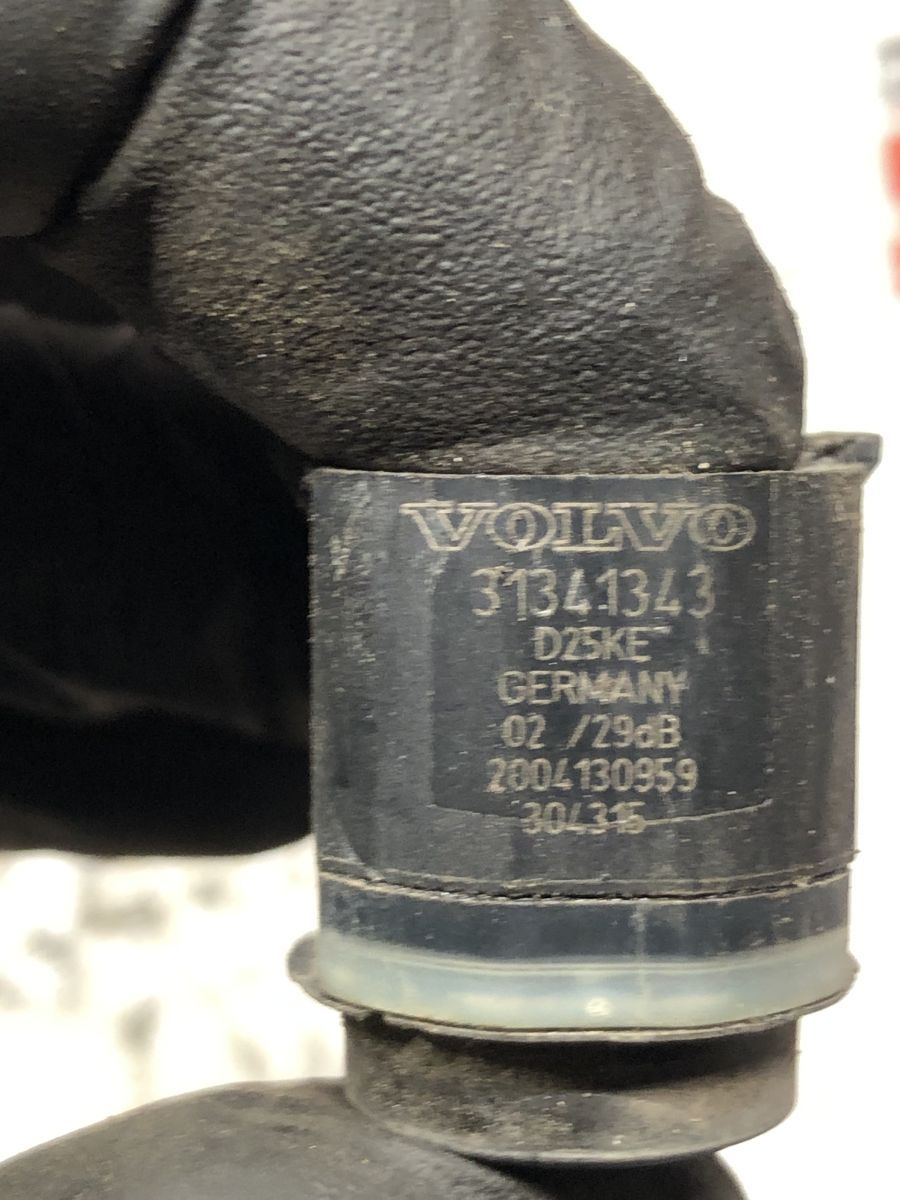 VOLVO
31341343
D25KE
GERMANY
02 /29dB
2004130959
304315